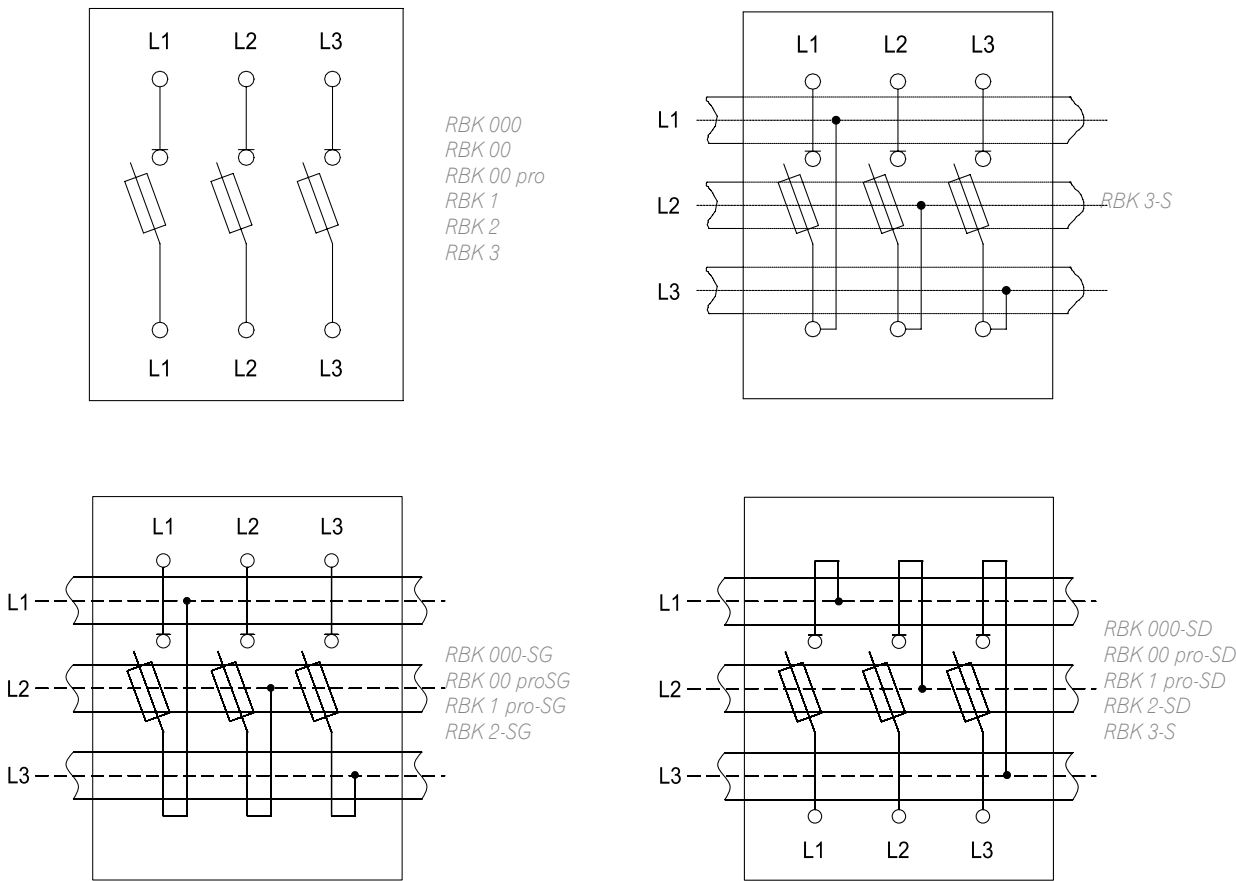 L1 L2 L3
RBK 000
RBK 00
RBK 00 pro
RBK 1
RBK 2
RBK 3
L1 L2 L3
L1 L2 L3
L1
L2
L3
RBK 3-S
L1 L2 L3
L1
L2
L3
RBK 000-SG
RBK 00 proSG
RBK 1 pro-SG
RBK 2-SG
L1
L2
L3
RBK 000-SD
RBK 00 pro-SD
RBK 1 pro-SD
RBK 2-SD
RBK 3-S
L1 L2 L3